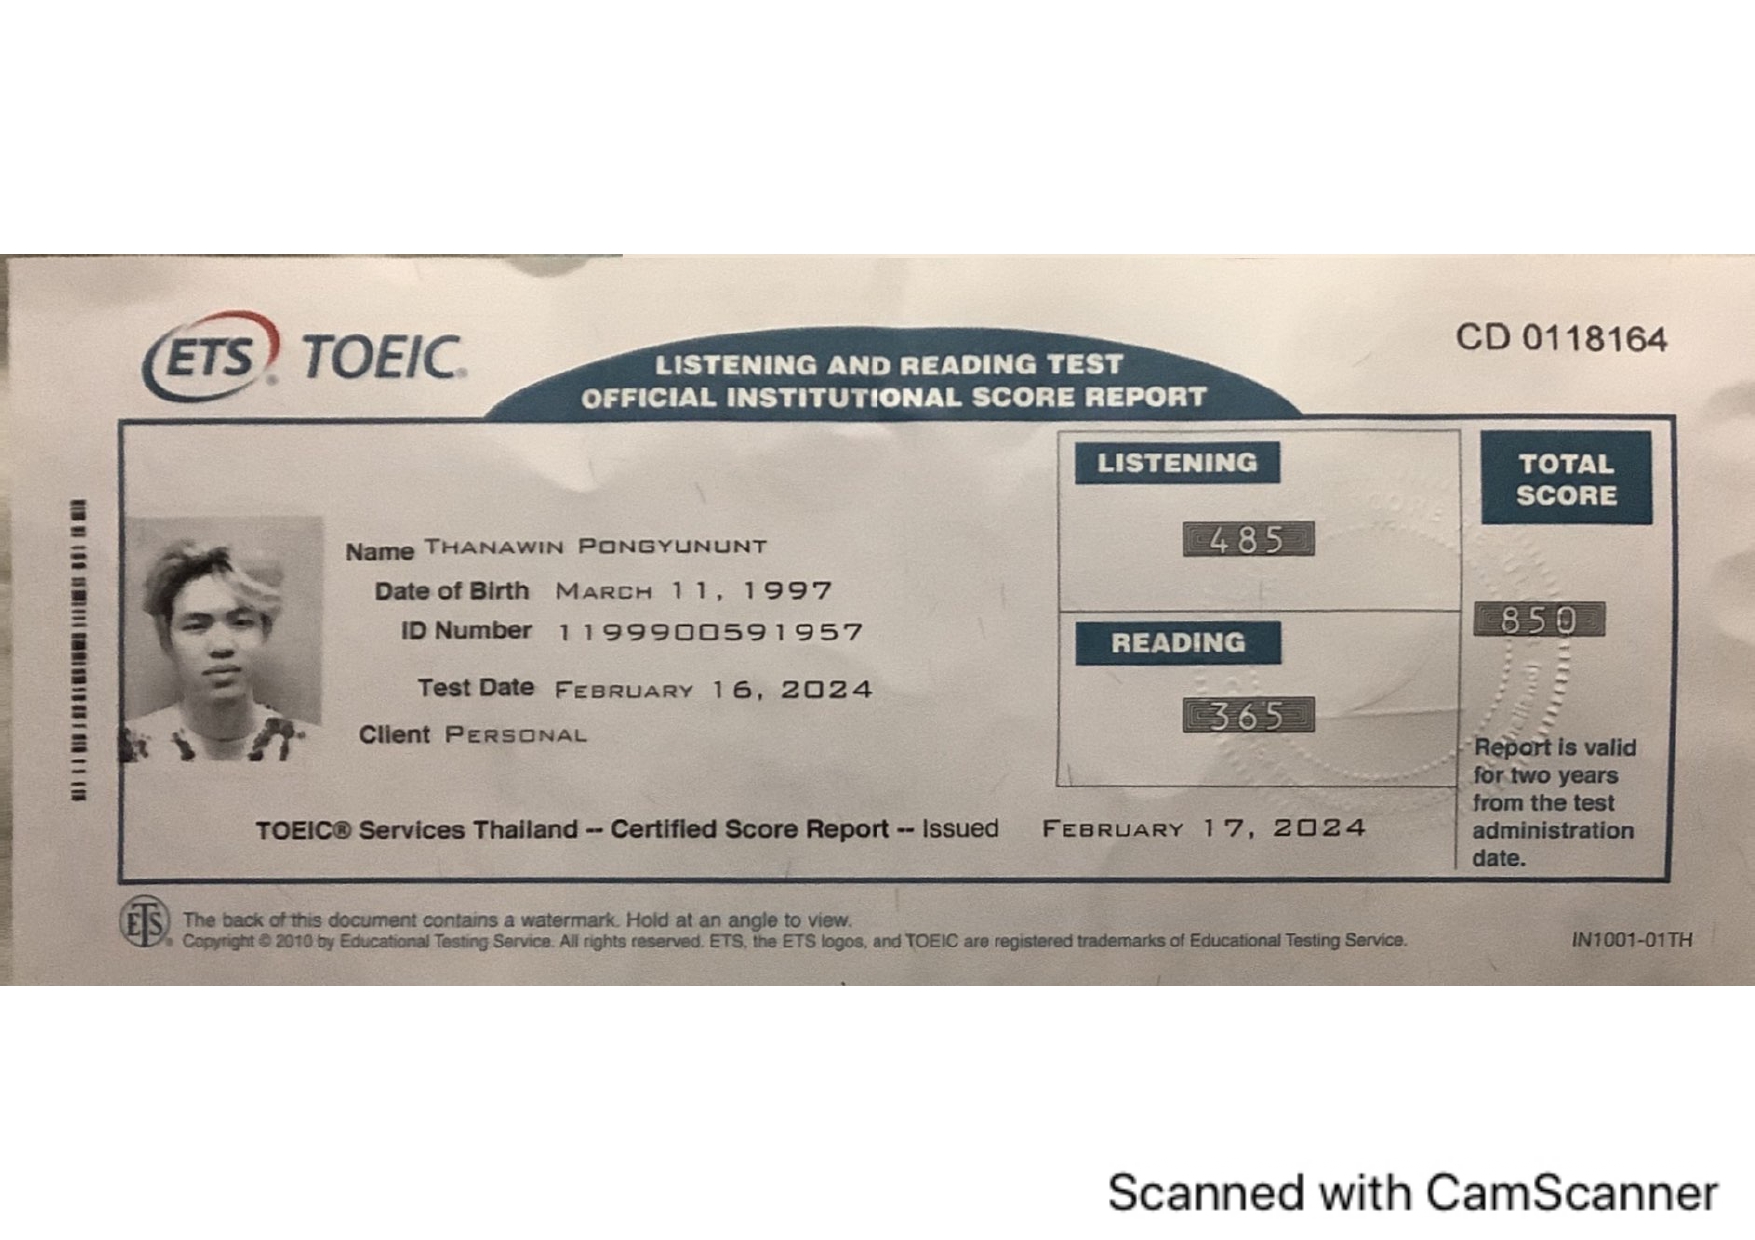 ETS® TOEIC®
CD 0118164
LISTENING AND READING TEST
OFFICIAL INSTITUTIONAL SCORE REPORT
LISTENING
485
READING
365
TOTAL
SCORE
850
Name THANAWIN PONGYUNUNT
Date of Birth MARCH 11, 1997
ID Number 1199900591957
Test Date FEBRUARY 16, 2024
Client PERSONAL
Report is valid
for two years
from the test
administration
date.
TOEIC® Services Thailand -- Certified Score Report -- Issued FEBRUARY 17, 2024
ETS®
The back of this document contains a watermark. Hold at an angle to view.
Copyright © 2010 by Educational Testing Service. All rights reserved. ETS, the ETS logos, and TOEIC are registered trademarks of Educational Testing Service.
IN1001-01TH
Scanned with CamScanner